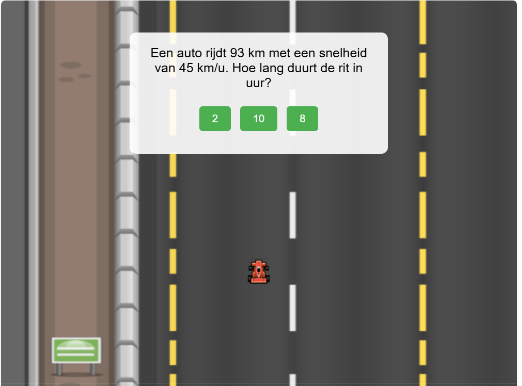 Een auto rijdt 93 km met een snelheid
van 45 km/u. Hoe lang duurt de rit in
uur?
2 10 8